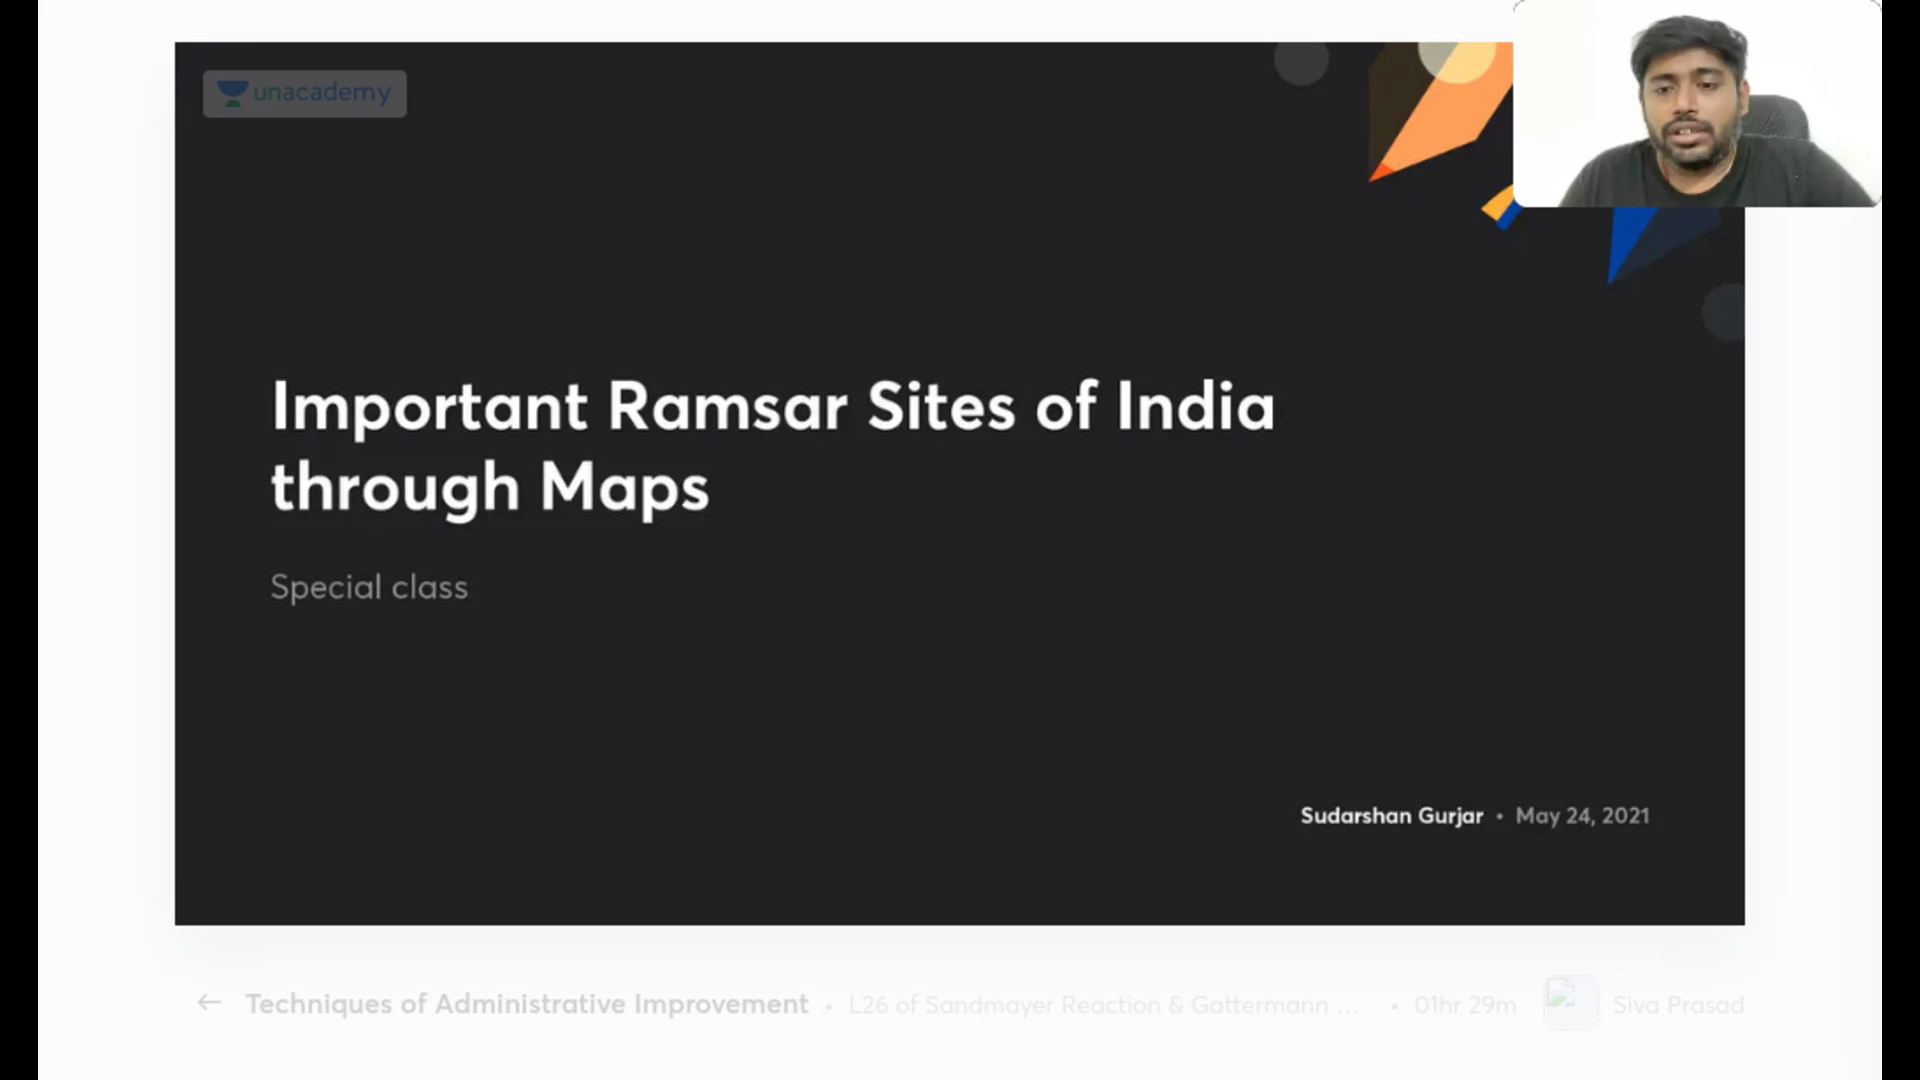 unacademy
Important Ramsar Sites of India
through Maps
Special class
Sudarshan Gurjar • May 24, 2021
← Techniques of Administrative Improvement • L26 of Sandmayer Reaction & Gattermann ... • 01hr 29m Siva Prasad